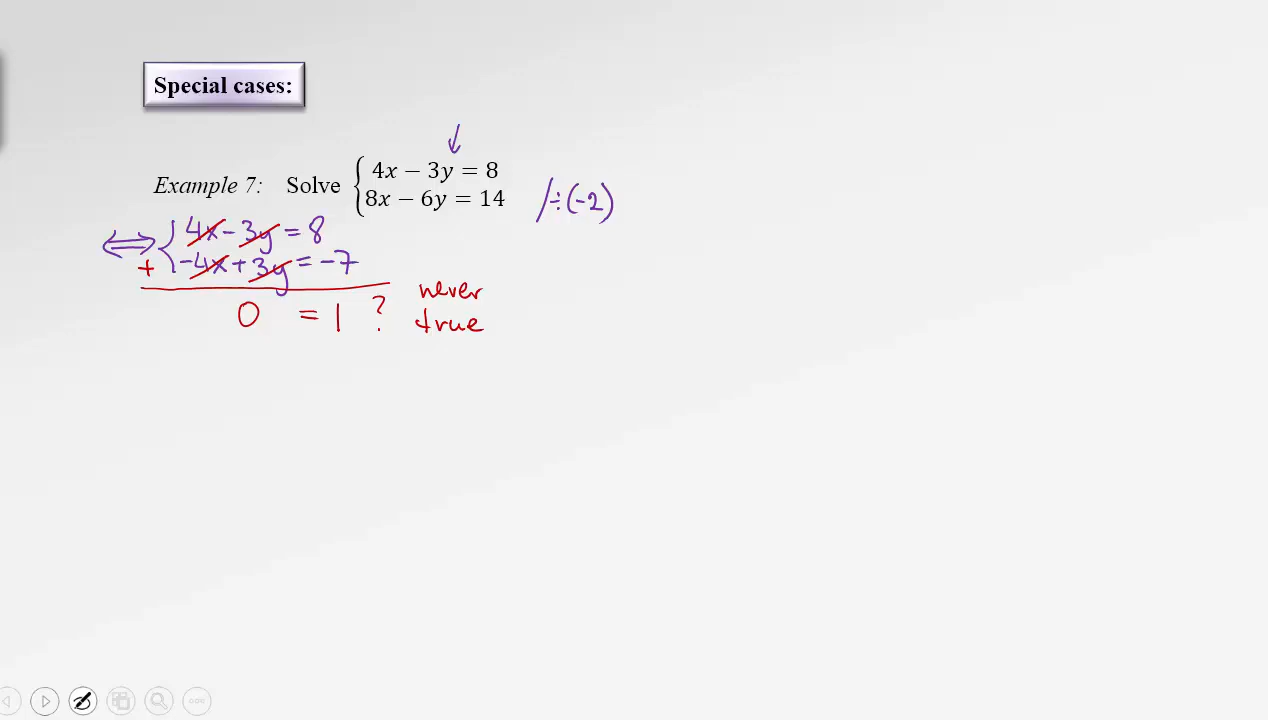 Special cases:
Example 7: Solve { 4x − 3y = 8
8x − 6y = 14 /÷(-2)
⟺ { 4x - 3y = 8
+ -4x + 3y = -7
0 = 1 ? never
true